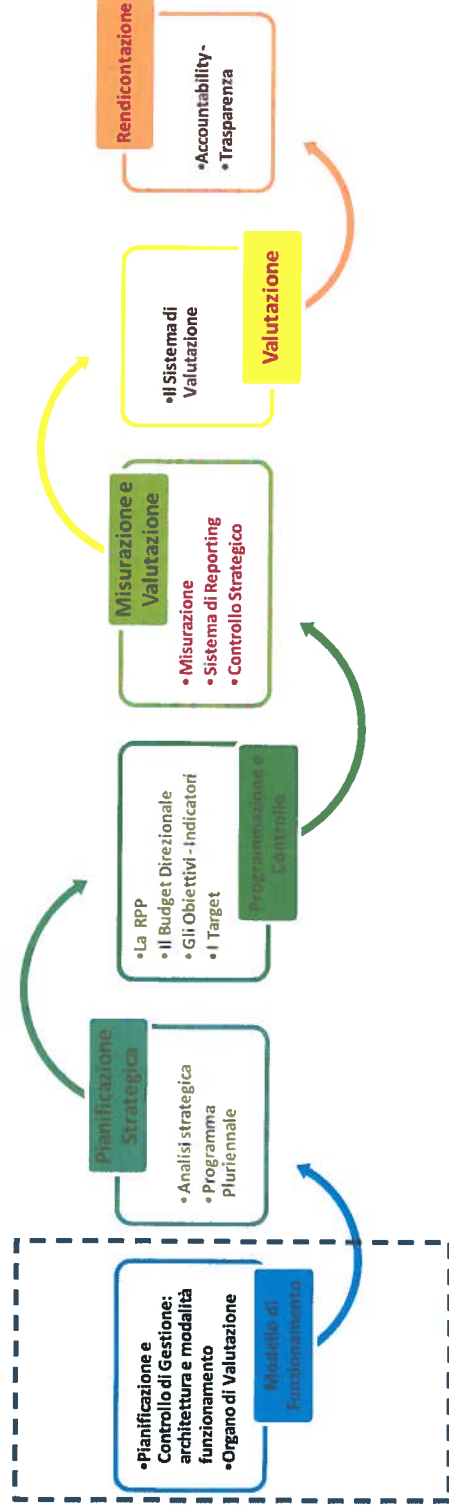 •Pianificazione e
Controllo di Gestione:
architettura e modalità
funzionamento
•Organo di Valutazione
Modello di
Funzionamento
Pianificazione
Strategica
• Analisi strategica
• Programma
Pluriennale
•La RPP
• Il Budget Direzionale
• Gli Obiettivi -Indicatori
• I Target
Programmazione e
Controllo
Misurazione e
Valutazione
• Misurazione
• Sistema di Reporting
• Controllo Strategico
•Il Sistema di
Valutazione
Valutazione
Rendicontazione
•Accountability-
• Trasparenza